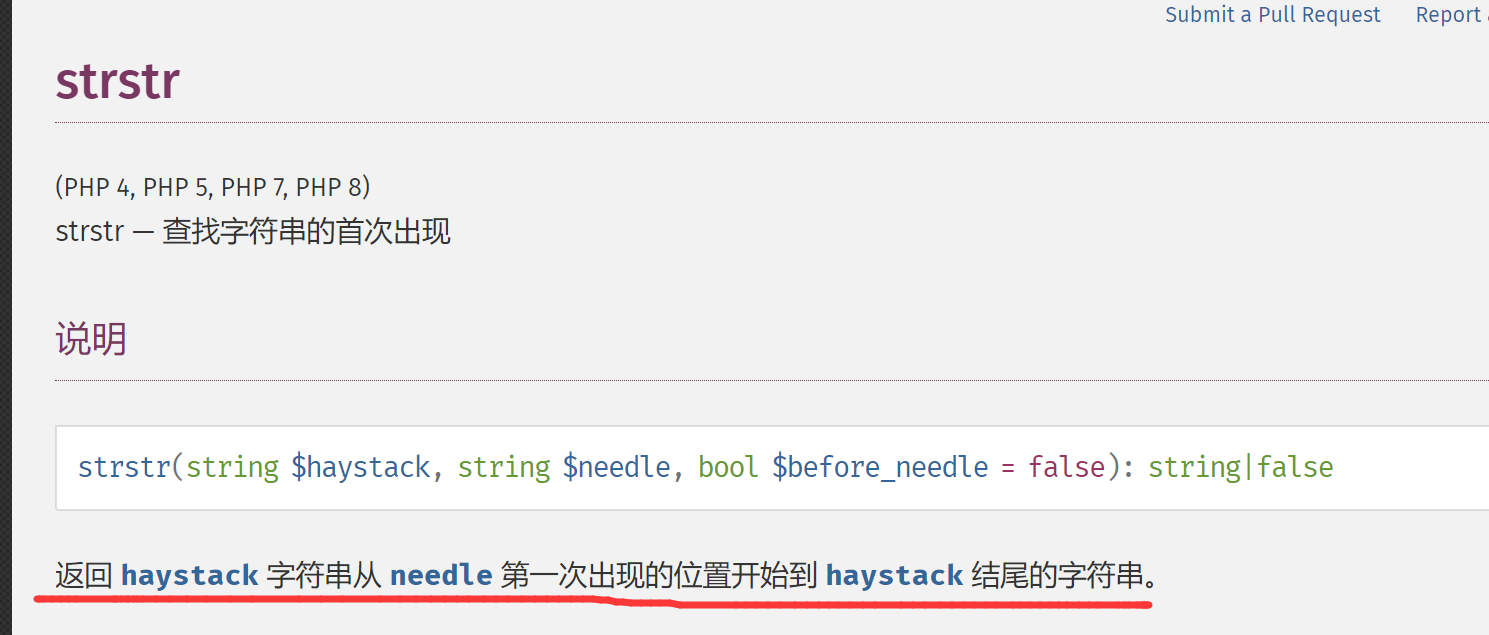 Submit a Pull Request Report
strstr
(PHP 4, PHP 5, PHP 7, PHP 8)
strstr — 查找字符串的首次出现
说明
strstr(string $haystack, string $needle, bool $before_needle = false): string|false
返回 haystack 字符串从 needle 第一次出现的位置开始到 haystack 结尾的字符串。